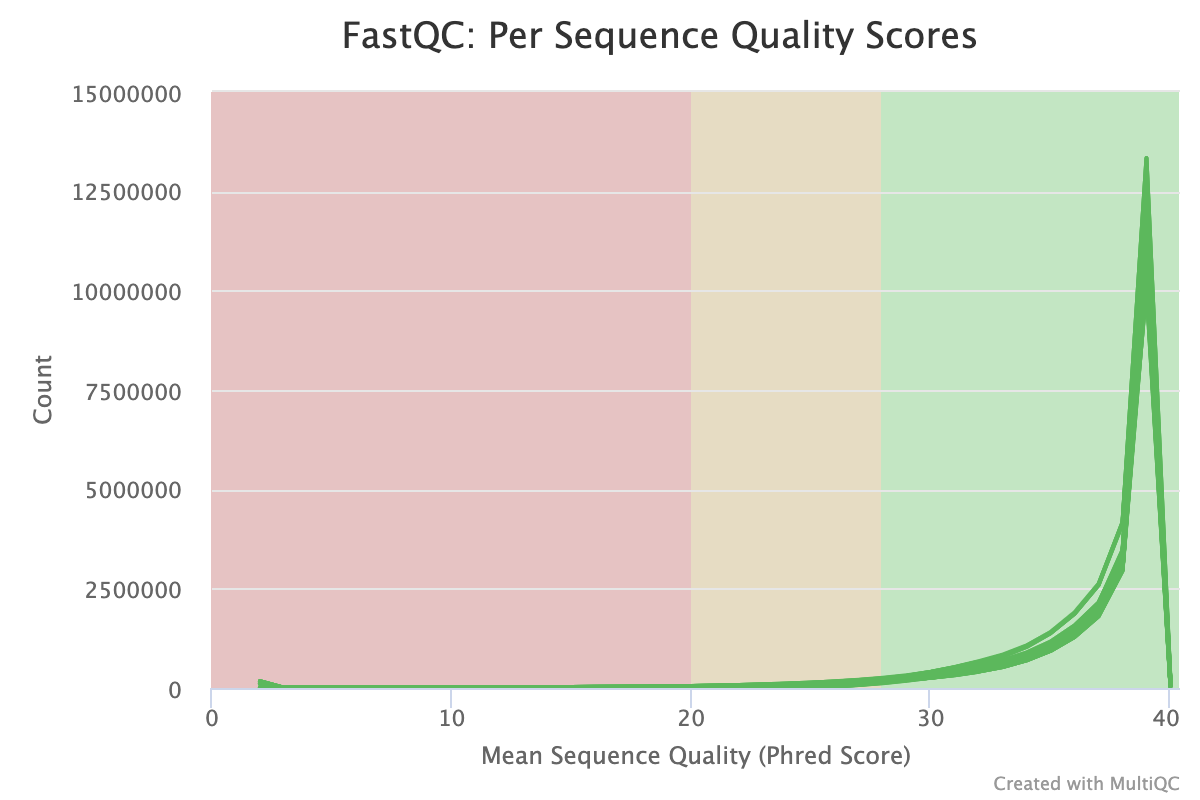 FastQC: Per Sequence Quality Scores
15000000
12500000
10000000
7500000
5000000
2500000
0
Count
0 10 20 30 40
Mean Sequence Quality (Phred Score)
Created with MultiQC